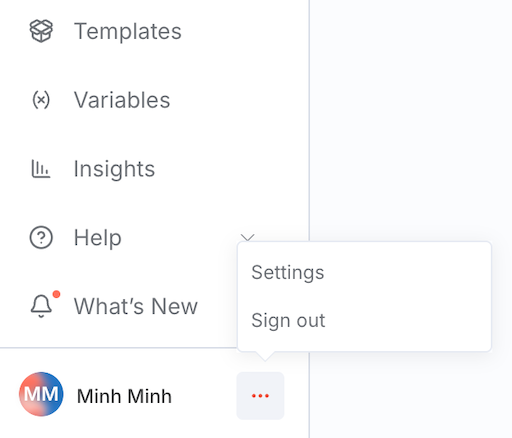 Templates
Variables
Insights
Help
Settings
Sign out
What’s New
MM Minh Minh